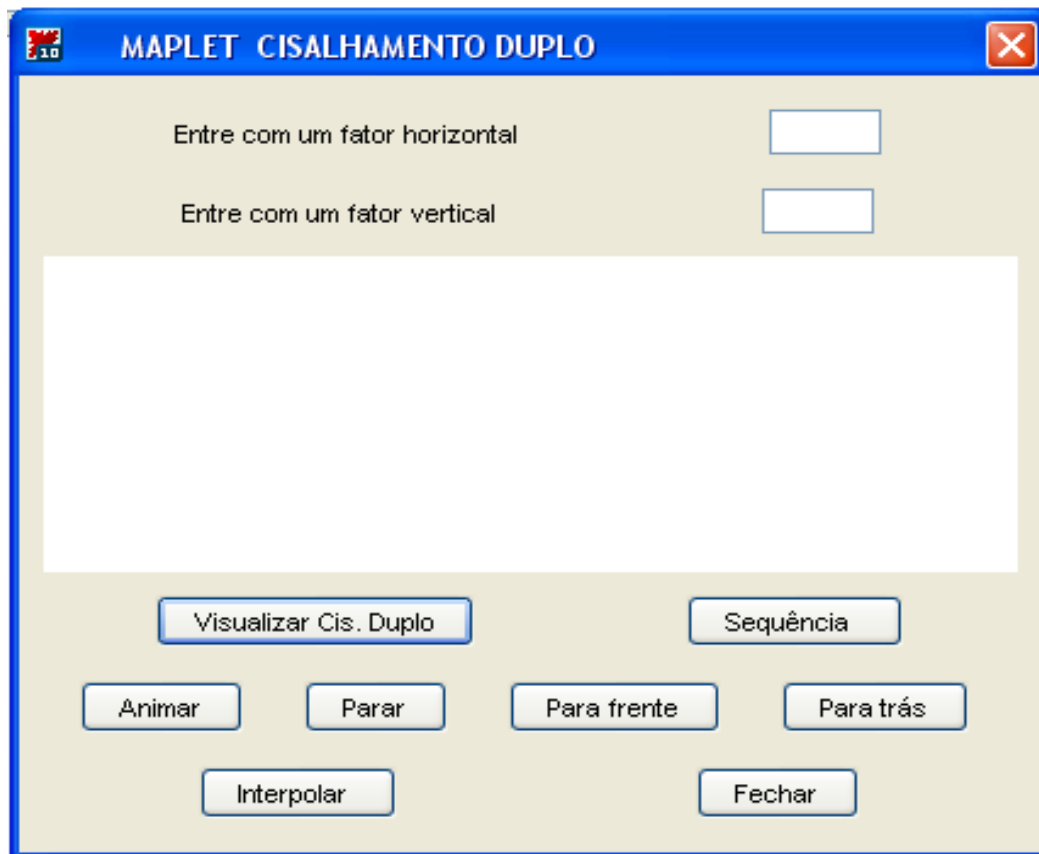 10 MAPLET CISALHAMENTO DUPLO
Entre com um fator horizontal
Entre com um fator vertical
Visualizar Cis. Duplo Sequência
Animar Parar Para frente Para trás
Interpolar Fechar